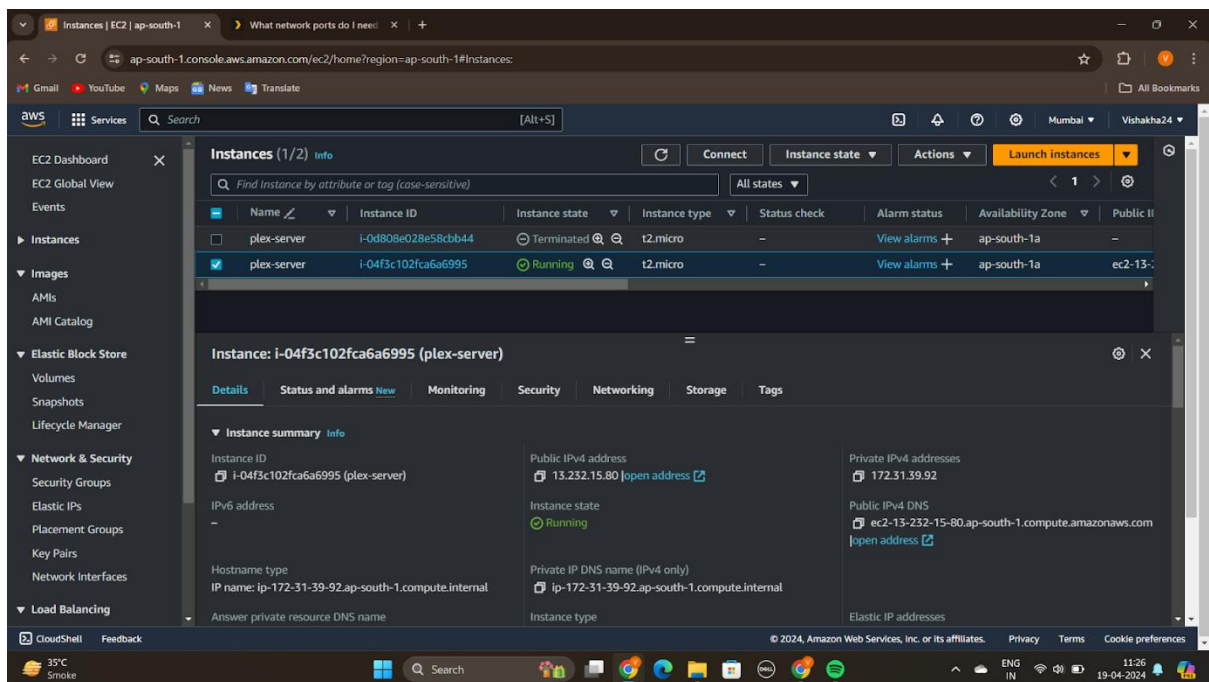 Instances | EC2 | ap-south-1 What network ports do I need
ap-south-1.console.aws.amazon.com/ec2/home?region=ap-south-1#Instances:
Gmail YouTube Maps News Translate All Bookmarks
aws Services Search [Alt+S] Mumbai Vishakha24
EC2 Dashboard
EC2 Global View
Events
Instances
Images
AMIs
AMI Catalog
Elastic Block Store
Volumes
Snapshots
Lifecycle Manager
Network & Security
Security Groups
Elastic IPs
Placement Groups
Key Pairs
Network Interfaces
Load Balancing
Instances (1/2) Info Connect Instance state Actions Launch instances
Find Instance by attribute or tag (case-sensitive) All states 1
Name Instance ID Instance state Instance type Status check Alarm status Availability Zone Public I
plex-server i-0d808e028e58cbb44 Terminated t2.micro – View alarms + ap-south-1a –
plex-server i-04f3c102fca6a6995 Running t2.micro – View alarms + ap-south-1a ec2-13-
Instance: i-04f3c102fca6a6995 (plex-server)
Details Status and alarms New Monitoring Security Networking Storage Tags
Instance summary Info
Instance ID
i-04f3c102fca6a6995 (plex-server)
Public IPv4 address
13.232.15.80 |open address
Private IPv4 addresses
172.31.39.92
IPv6 address
–
Instance state
Running
Public IPv4 DNS
ec2-13-232-15-80.ap-south-1.compute.amazonaws.com
|open address
Hostname type
IP name: ip-172-31-39-92.ap-south-1.compute.internal
Private IP DNS name (IPv4 only)
ip-172-31-39-92.ap-south-1.compute.internal
Answer private resource DNS name Instance type Elastic IP addresses
CloudShell Feedback © 2024, Amazon Web Services, Inc. or its affiliates. Privacy Terms Cookie preferences
35°C
Smoke
Search
DELL
ENG
IN
11:26
19-04-2024